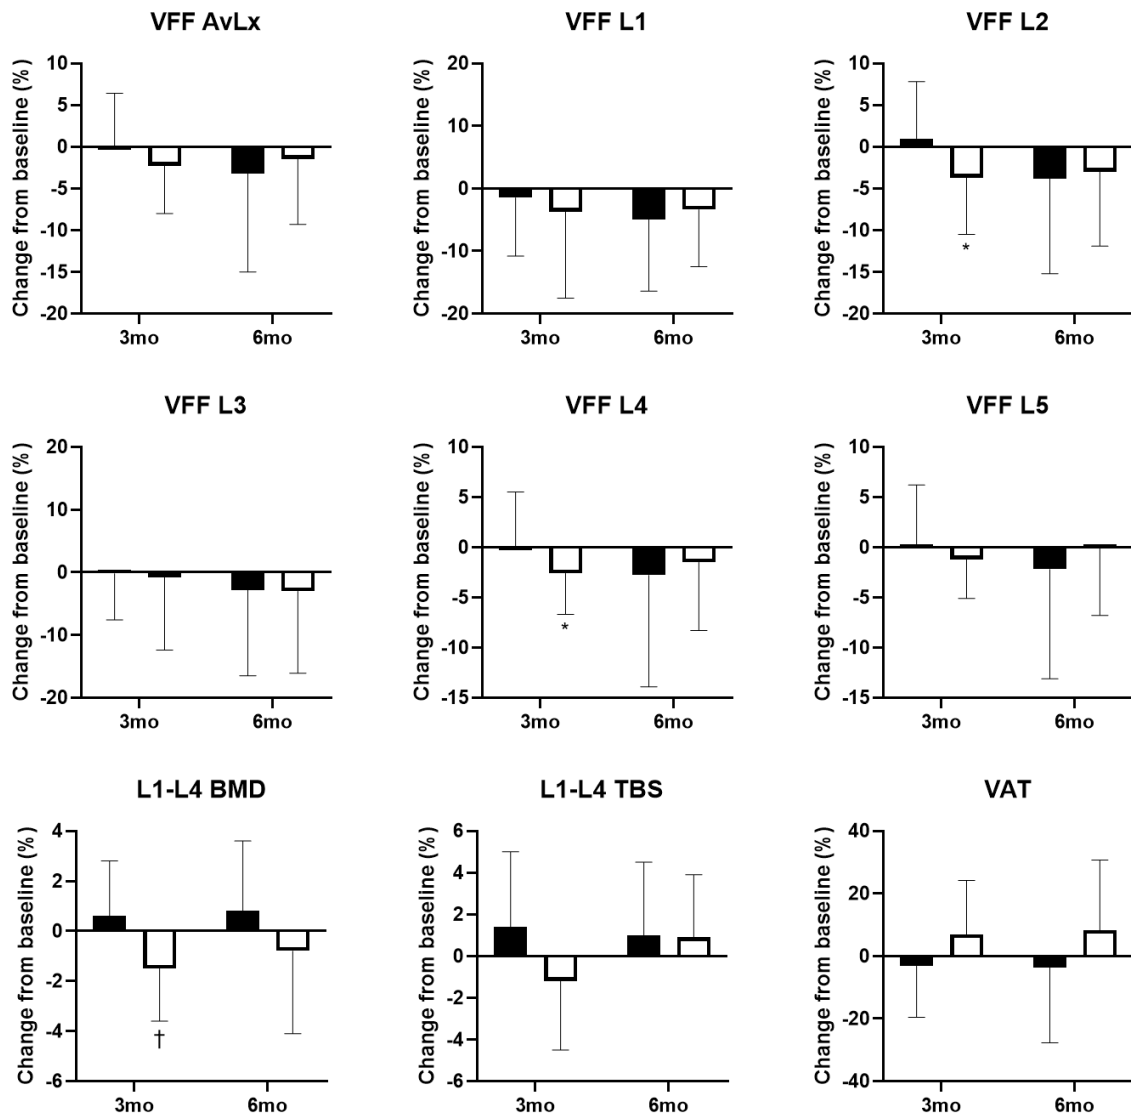 VFF AvLx
VFF L1
VFF L2
Change from baseline (%)
10
5
0
-5
-10
-15
-20
3mo
6mo
Change from baseline (%)
20
10
0
-10
-20
3mo
6mo
Change from baseline (%)
10
5
0
-5
-10
-15
-20
*
3mo
6mo
VFF L3
VFF L4
VFF L5
Change from baseline (%)
20
10
0
-10
-20
3mo
6mo
Change from baseline (%)
10
5
0
-5
-10
-15
*
3mo
6mo
Change from baseline (%)
10
5
0
-5
-10
-15
3mo
6mo
L1-L4 BMD
L1-L4 TBS
VAT
Change from baseline (%)
4
2
0
-2
-4
-6
†
3mo
6mo
Change from baseline (%)
6
4
2
0
-2
-4
-6
3mo
6mo
Change from baseline (%)
40
20
0
-20
-40
3mo
6mo